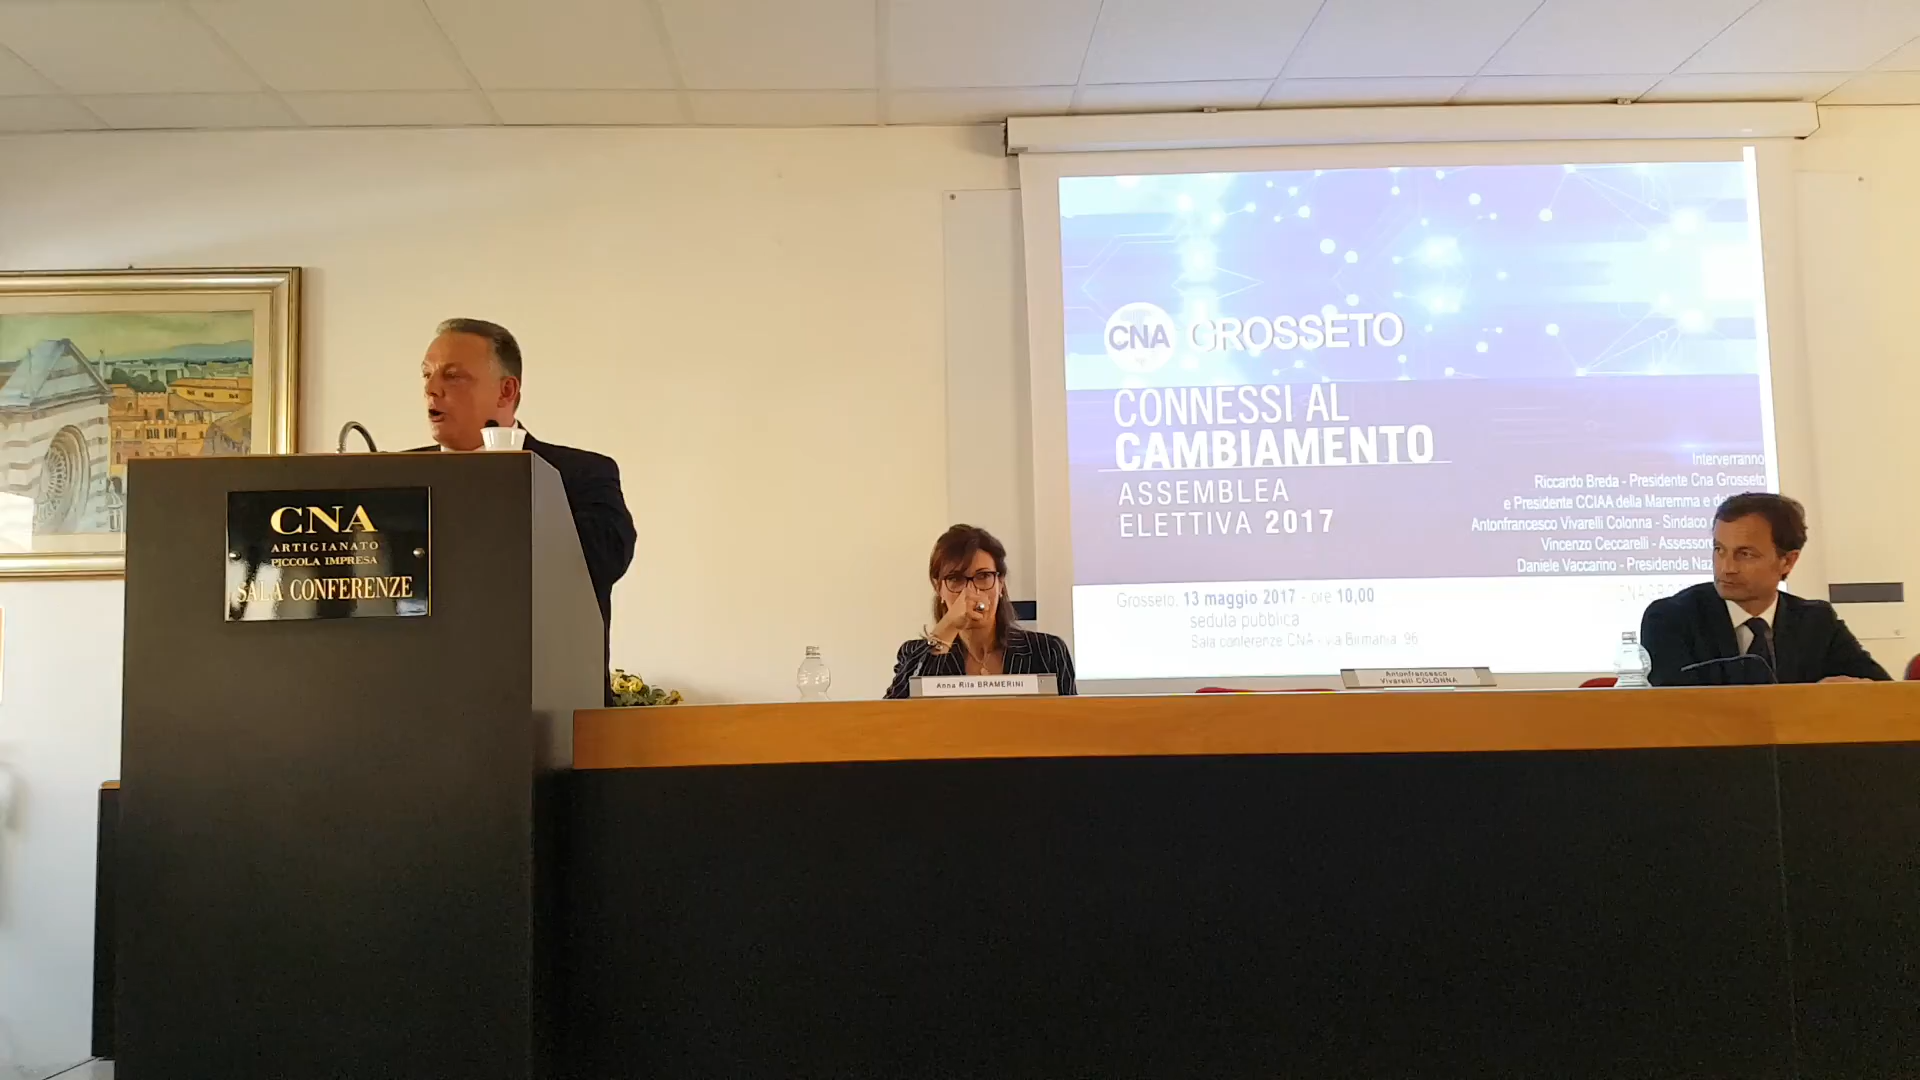 CNA
ARTIGIANATO
PICCOLA IMPRESA
SALA CONFERENZE
CNA GROSSETO
CONNESSI AL
CAMBIAMENTO
ASSEMBLEA
ELETTIVA 2017
Interverranno
Riccardo Breda - Presidente Cna Grosseto
e Presidente CCIAA della Maremma e del
Antonfrancesco Vivarelli Colonna - Sindaco
Vincenzo Ceccarelli - Assessor
Daniele Vaccarino - Presidende Naz
Grosseto, 13 maggio 2017 - ore 10,00
seduta pubblica
Sala conferenze CNA - via Birmania, 96
Anna Rita BRAMERINI
Antonfrancesco
Vivarelli COLONNA